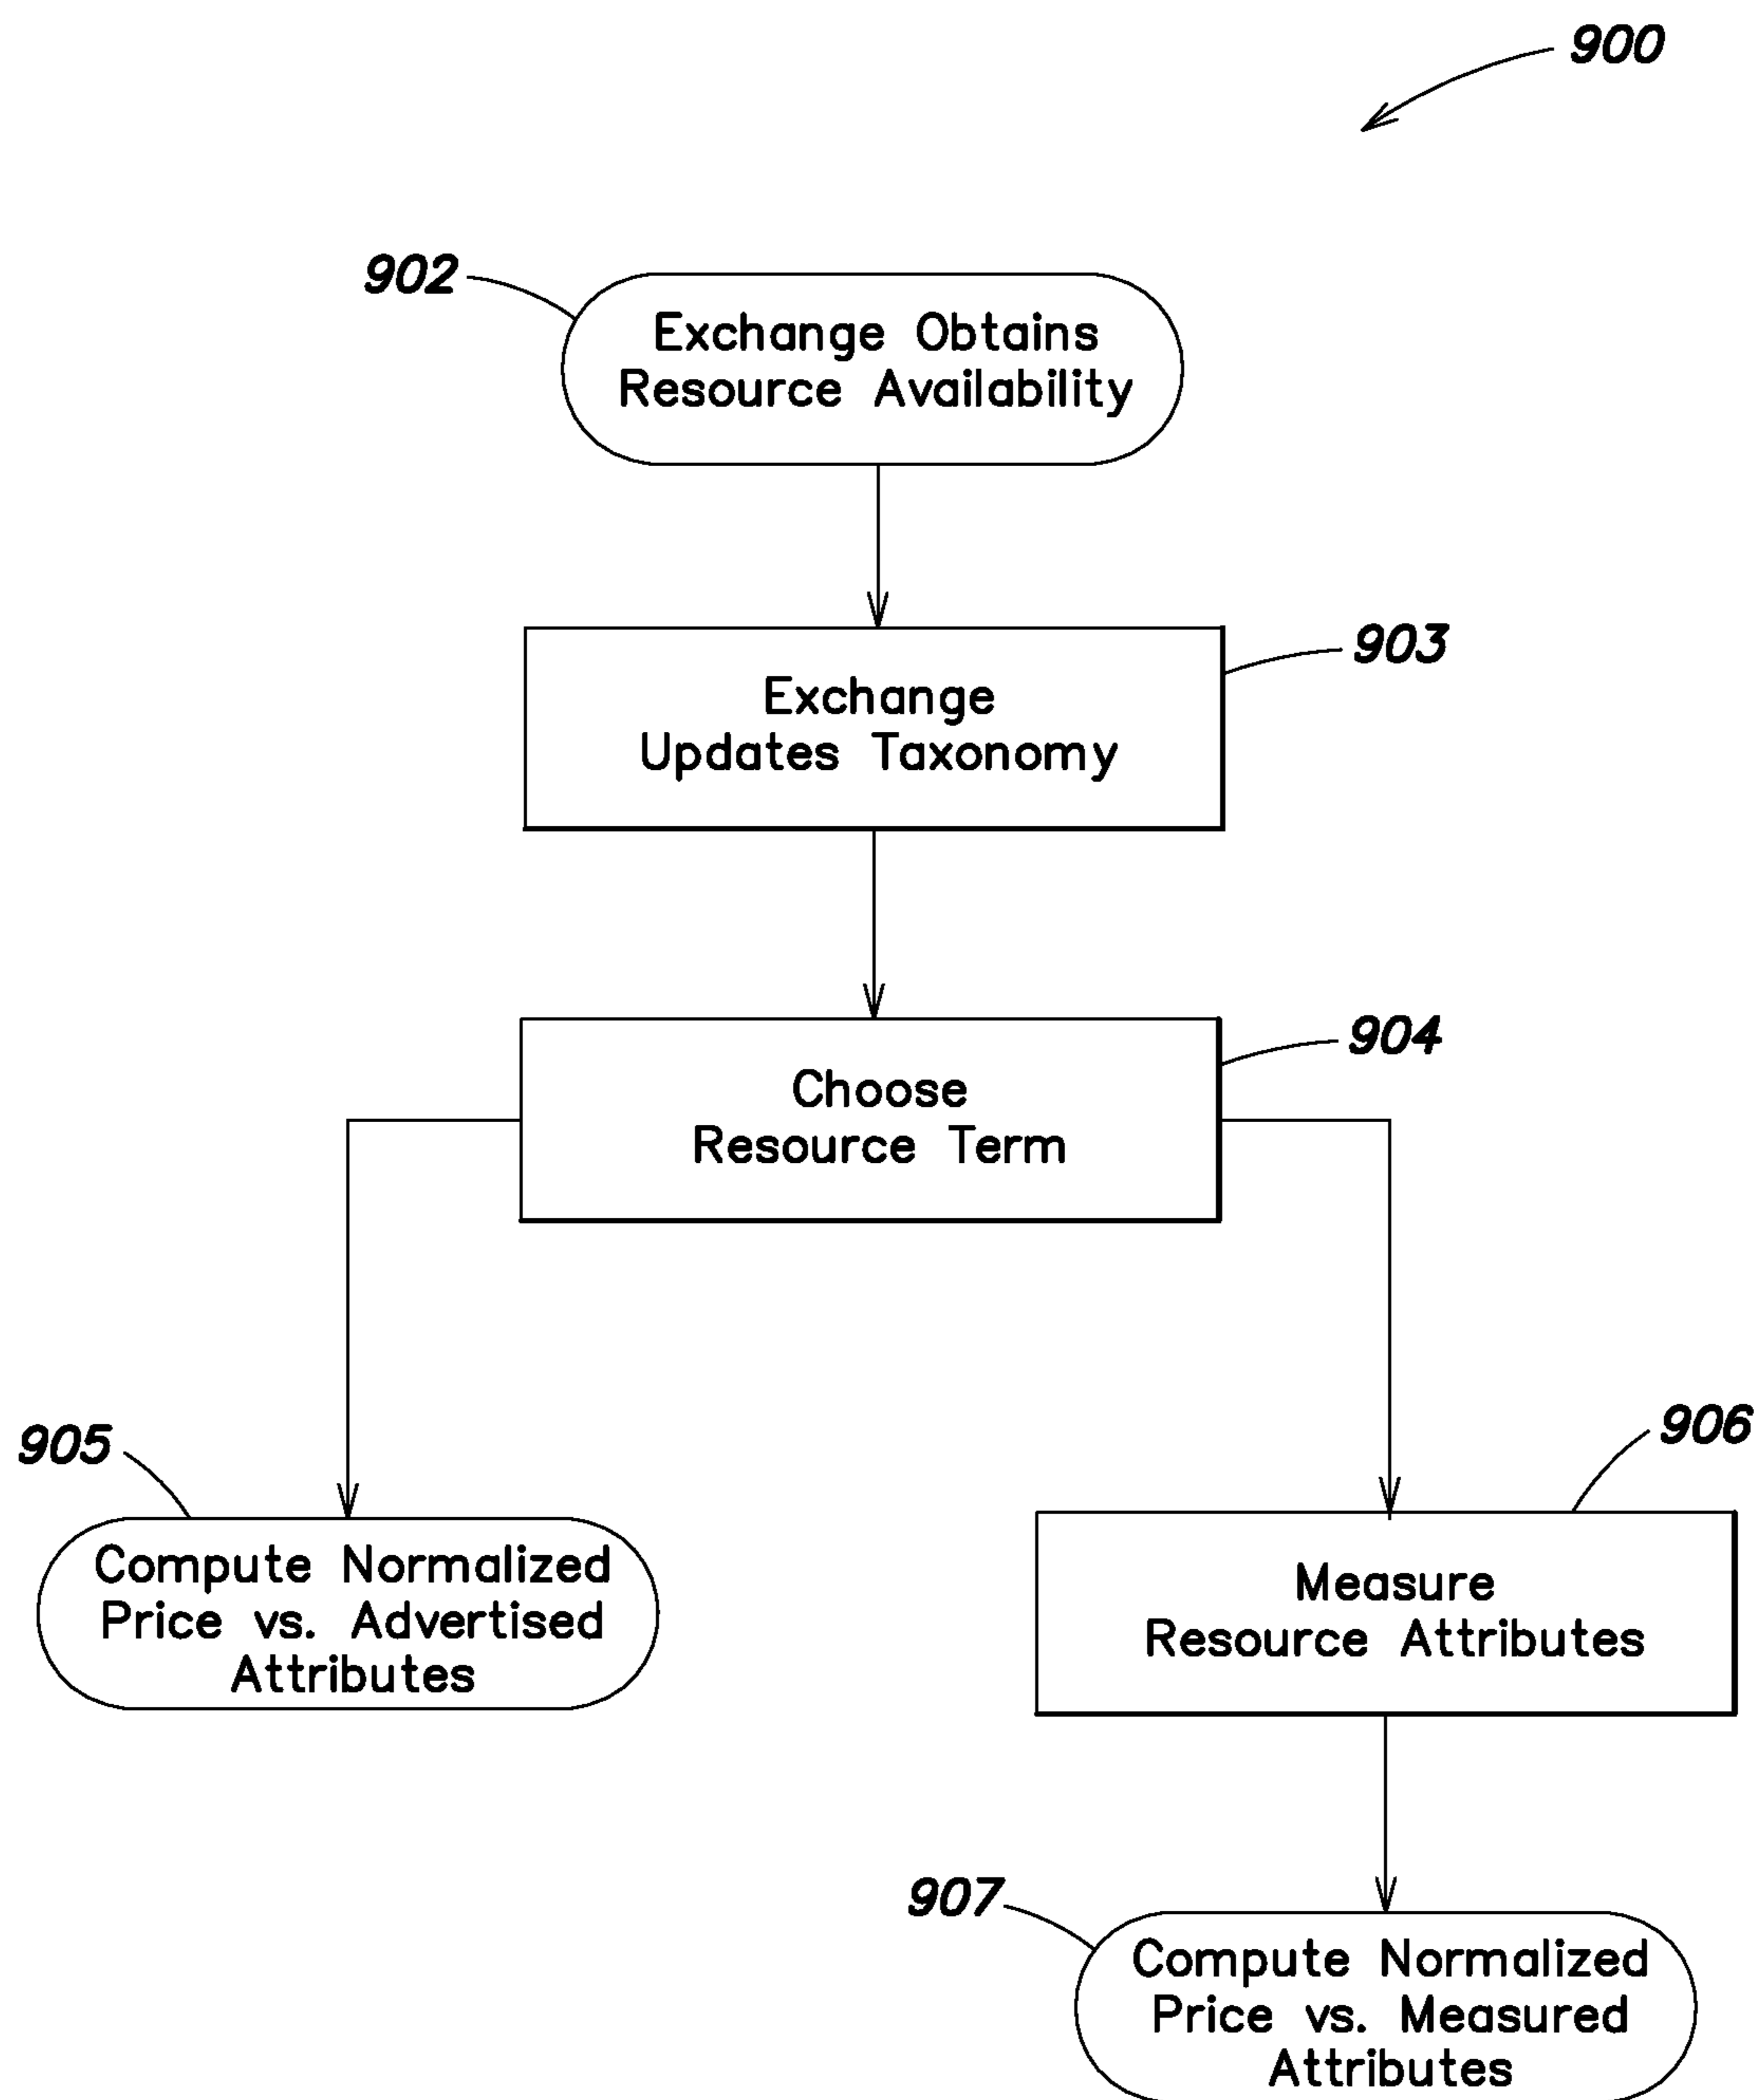 900
902
Exchange Obtains
Resource Availability
903
Exchange
Updates Taxonomy
904
Choose
Resource Term
905
Compute Normalized
Price vs. Advertised
Attributes
906
Measure
Resource Attributes
907
Compute Normalized
Price vs. Measured
Attributes